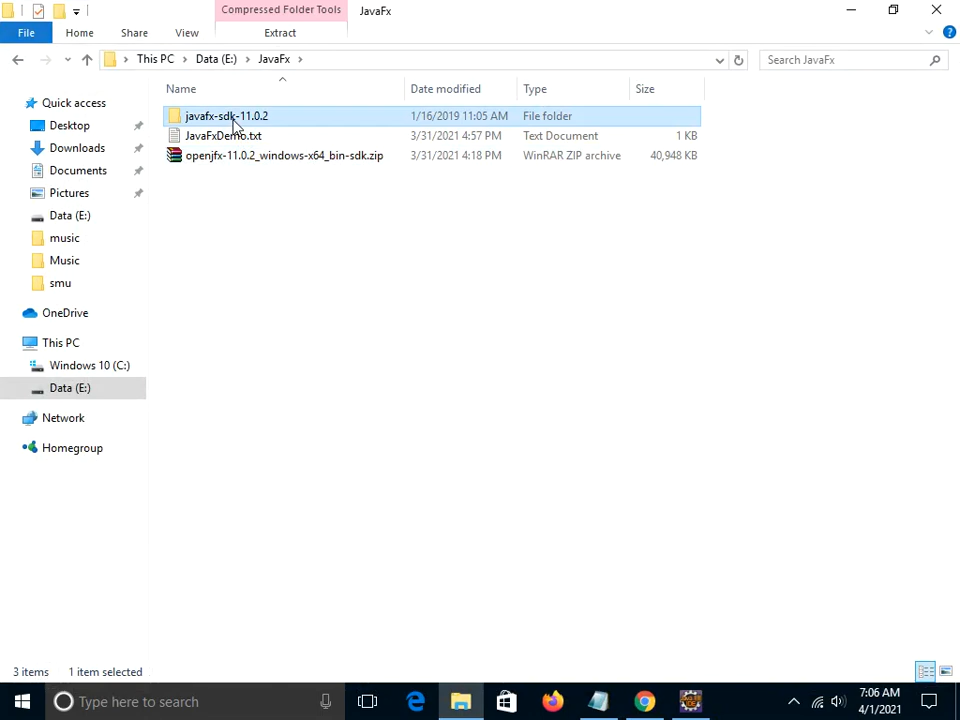 Compressed Folder Tools JavaFx
File Home Share View Extract
This PC Data (E:) JavaFx Search JavaFx
Name Date modified Type Size
Quick access
Desktop
Downloads
Documents
Pictures
Data (E:)
music
Music
smu
OneDrive
This PC
Windows 10 (C:)
Data (E:)
Network
Homegroup
javafx-sdk-11.0.2 1/16/2019 11:05 AM File folder
JavaFxDemo.txt 3/31/2021 4:57 PM Text Document 1 KB
openjfx-11.0.2_windows-x64_bin-sdk.zip 3/31/2021 4:18 PM WinRAR ZIP archive 40,948 KB
3 items 1 item selected
Type here to search
7:06 AM
4/1/2021